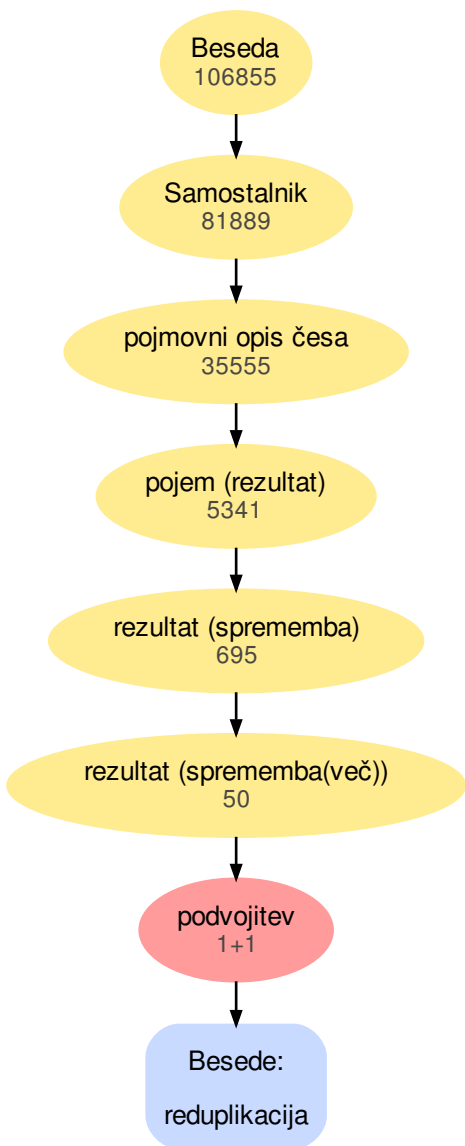 Beseda
106855
Samostalnik
81889
pojmovni opis česa
35555
pojem (rezultat)
5341
rezultat (sprememba)
695
rezultat (sprememba(več))
50
podvojitev
1+1
Besede:
reduplikacija